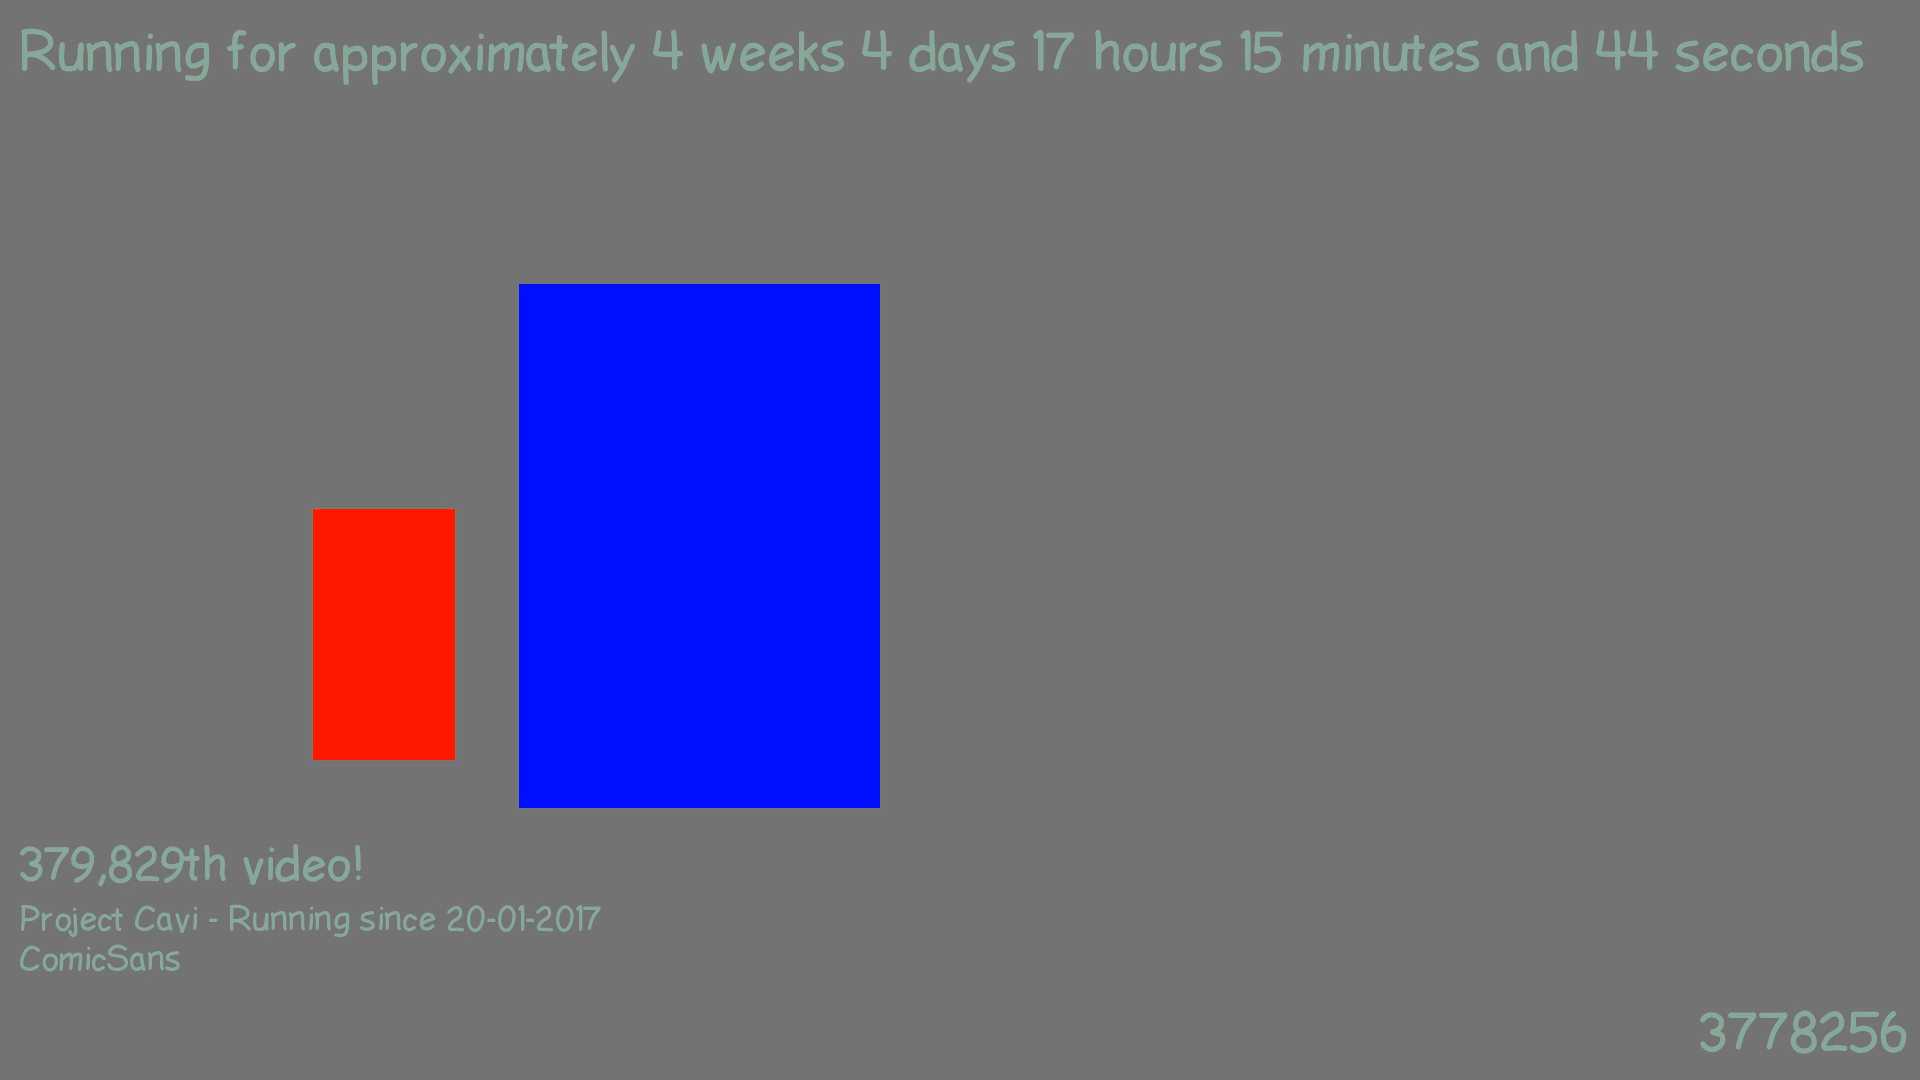 Running for approximately 4 weeks 4 days 17 hours 15 minutes and 44 seconds
379,829th video!
Project Cavi - Running since 20-01-2017
ComicSans
3778256